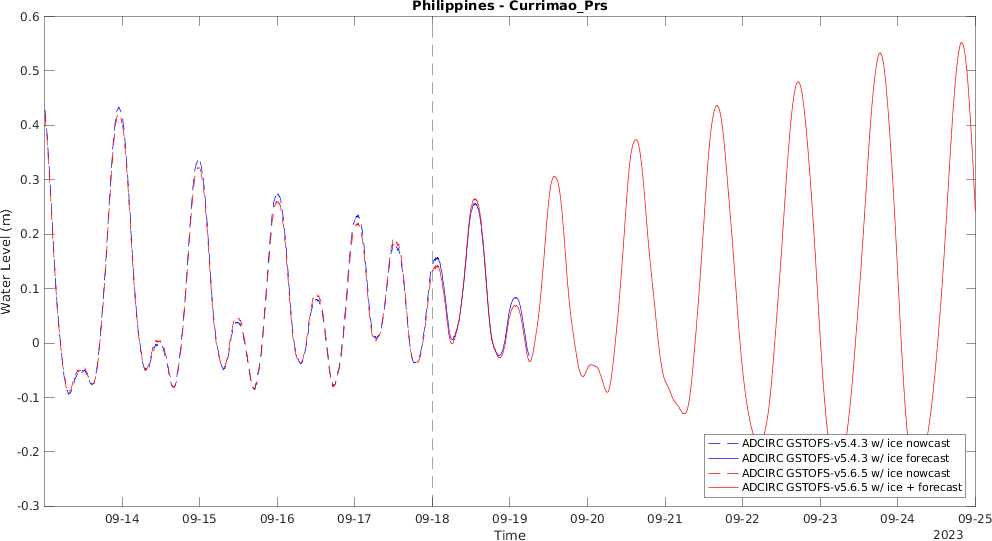 Philippines - Currimao_Prs
Water Level (m)
0.6
0.5
0.4
0.3
0.2
0.1
0
-0.1
-0.2
-0.3
ADCIRC GSTOFS-v5.4.3 w/ ice nowcast
ADCIRC GSTOFS-v5.4.3 w/ ice forecast
ADCIRC GSTOFS-v5.6.5 w/ ice nowcast
ADCIRC GSTOFS-v5.6.5 w/ ice + forecast
09-14 09-15 09-16 09-17 09-18 09-19 09-20 09-21 09-22 09-23 09-24 09-25
Time
2023